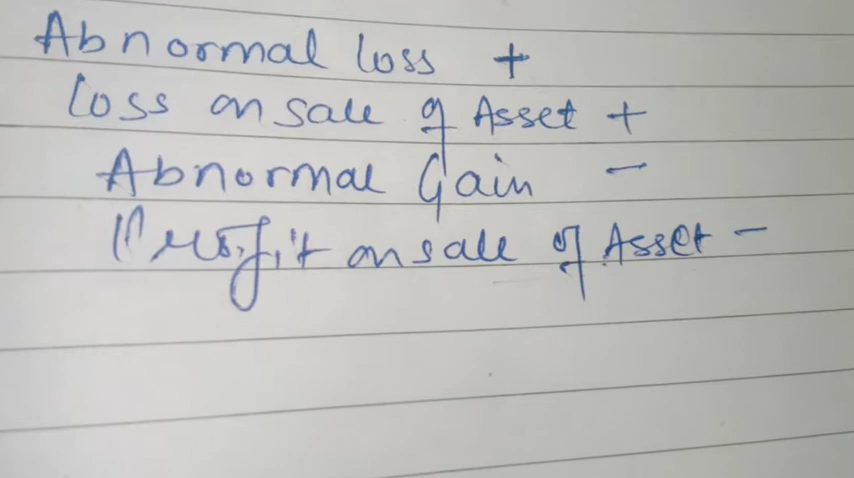 Abnormal loss +
Loss on sale of Asset +
Abnormal Gain -
Profit on sale of Asset -